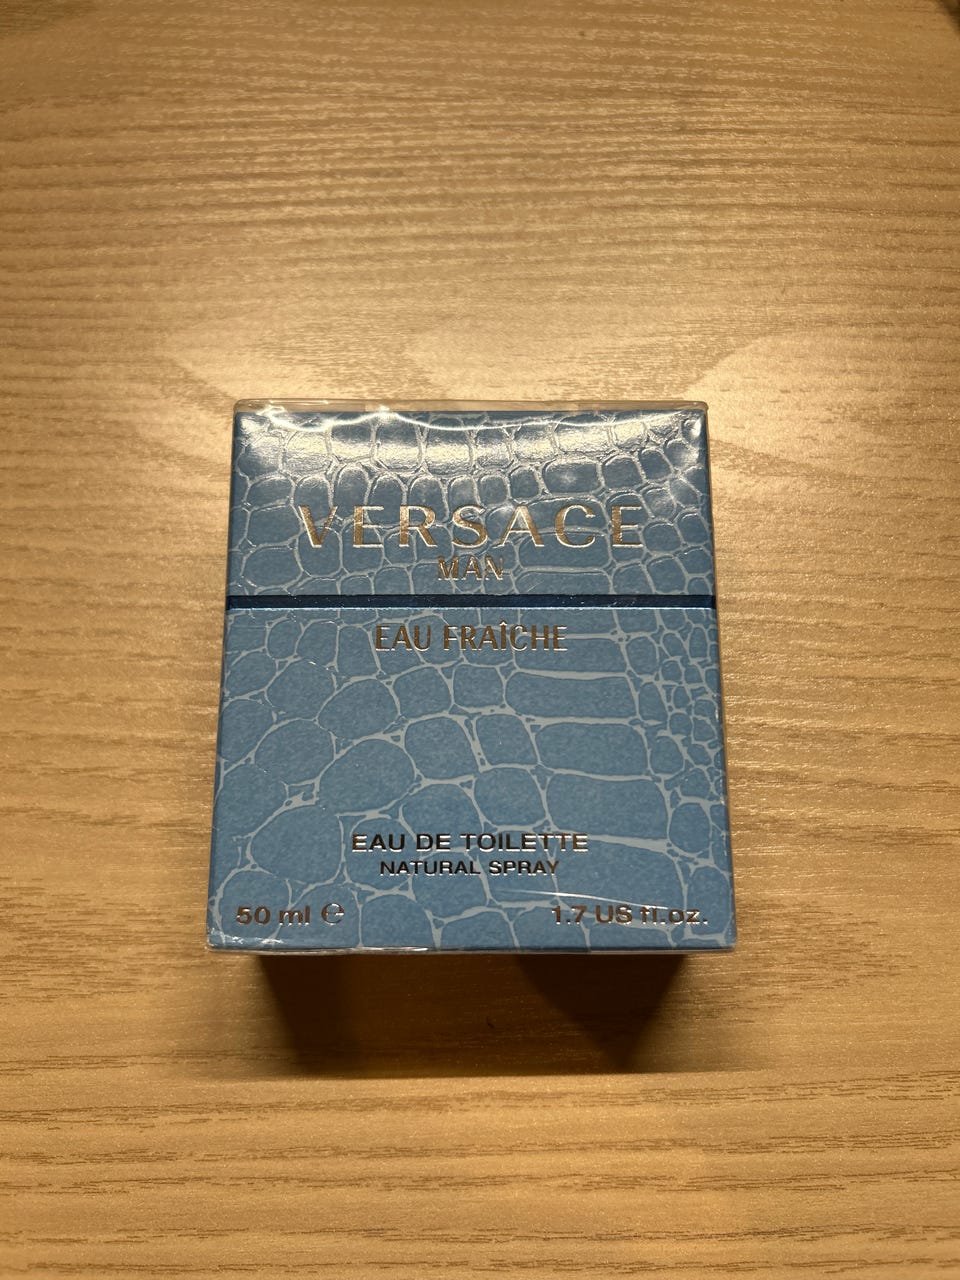 VERSACE
MAN
EAU FRAÎCHE
EAU DE TOILETTE
NATURAL SPRAY
50 ml ℮
1.7 US fl.oz.